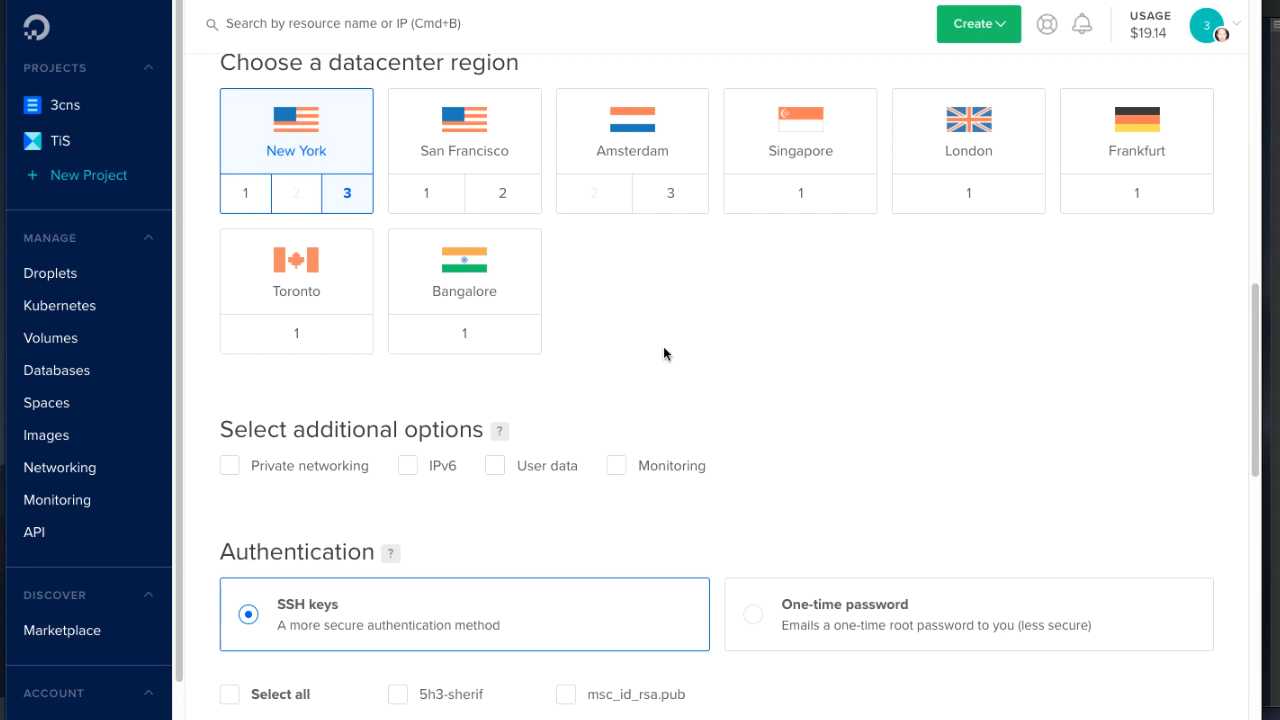 Search by resource name or IP (Cmd+B)
Create
USAGE
$19.14
3
PROJECTS
3cns
TiS
+ New Project
MANAGE
Droplets
Kubernetes
Volumes
Databases
Spaces
Images
Networking
Monitoring
API
DISCOVER
Marketplace
ACCOUNT
Choose a datacenter region
New York
San Francisco
Amsterdam
Singapore
London
Frankfurt
1 2 3
1 2
2 3
1
1
1
Toronto
Bangalore
1
1
Select additional options ?
Private networking
IPv6
User data
Monitoring
Authentication ?
SSH keys
A more secure authentication method
One-time password
Emails a one-time root password to you (less secure)
Select all
5h3-sherif
msc_id_rsa.pub